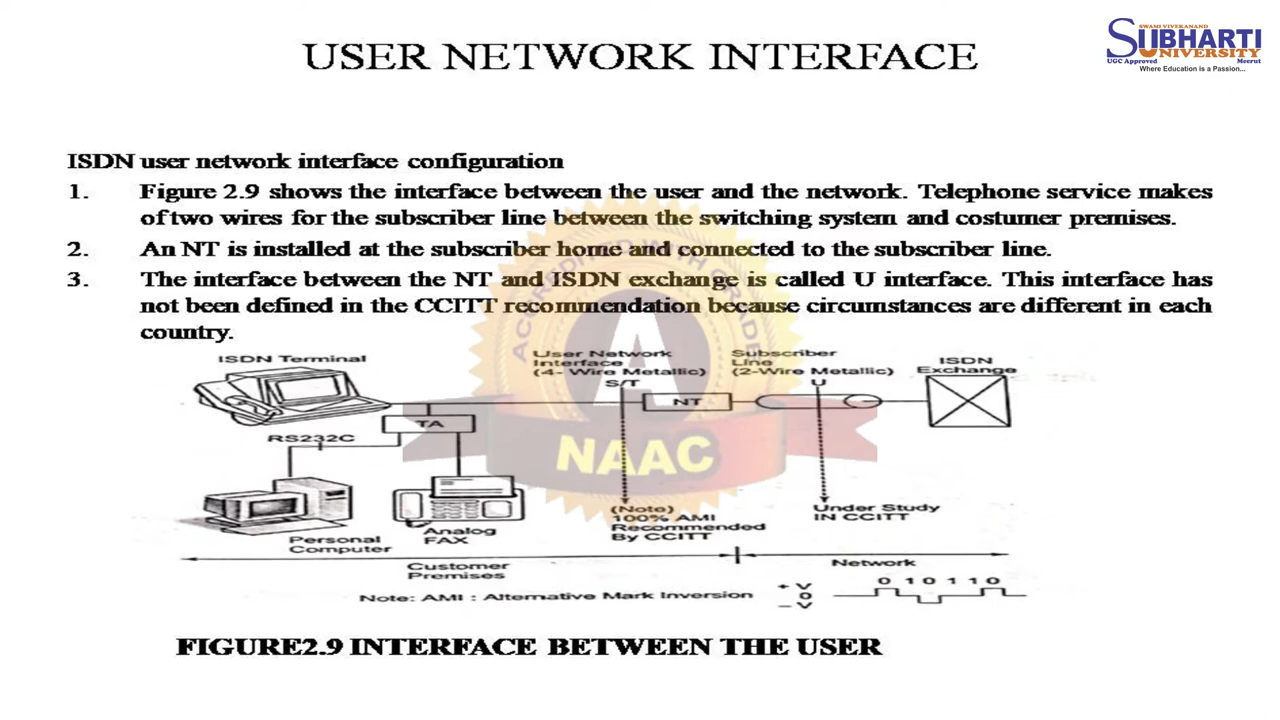 SWAMI VIVEKANAND
SUBHARTI
UNIVERSITY
UGC Approved Meerut
Where Education is a Passion...
USER NETWORK INTERFACE
ISDN user network interface configuration
1. Figure 2.9 shows the interface between the user and the network. Telephone service makes
of two wires for the subscriber line between the switching system and costumer premises.
2. An NT is installed at the subscriber home and connected to the subscriber line.
3. The interface between the NT and ISDN exchange is called U interface. This interface has
not been defined in the CCITT recommendation because circumstances are different in each
country.
ISDN Terminal
User Network
Interface
(4- Wire Metallic)
S/T
Subscriber
Line
(2-Wire Metallic)
U
ISDN
Exchange
NT
TA
RS232C
Personal
Computer
Analog
FAX
(Note)
100% AMI
Recommended
By CCITT
Under Study
IN CCITT
Customer
Premises
Network
Note: AMI : Alternative Mark Inversion
+ V
0
- V
0 1 0 1 1 0
FIGURE2.9 INTERFACE BETWEEN THE USER
ACCREDITED WITH GRADE
A
NAAC